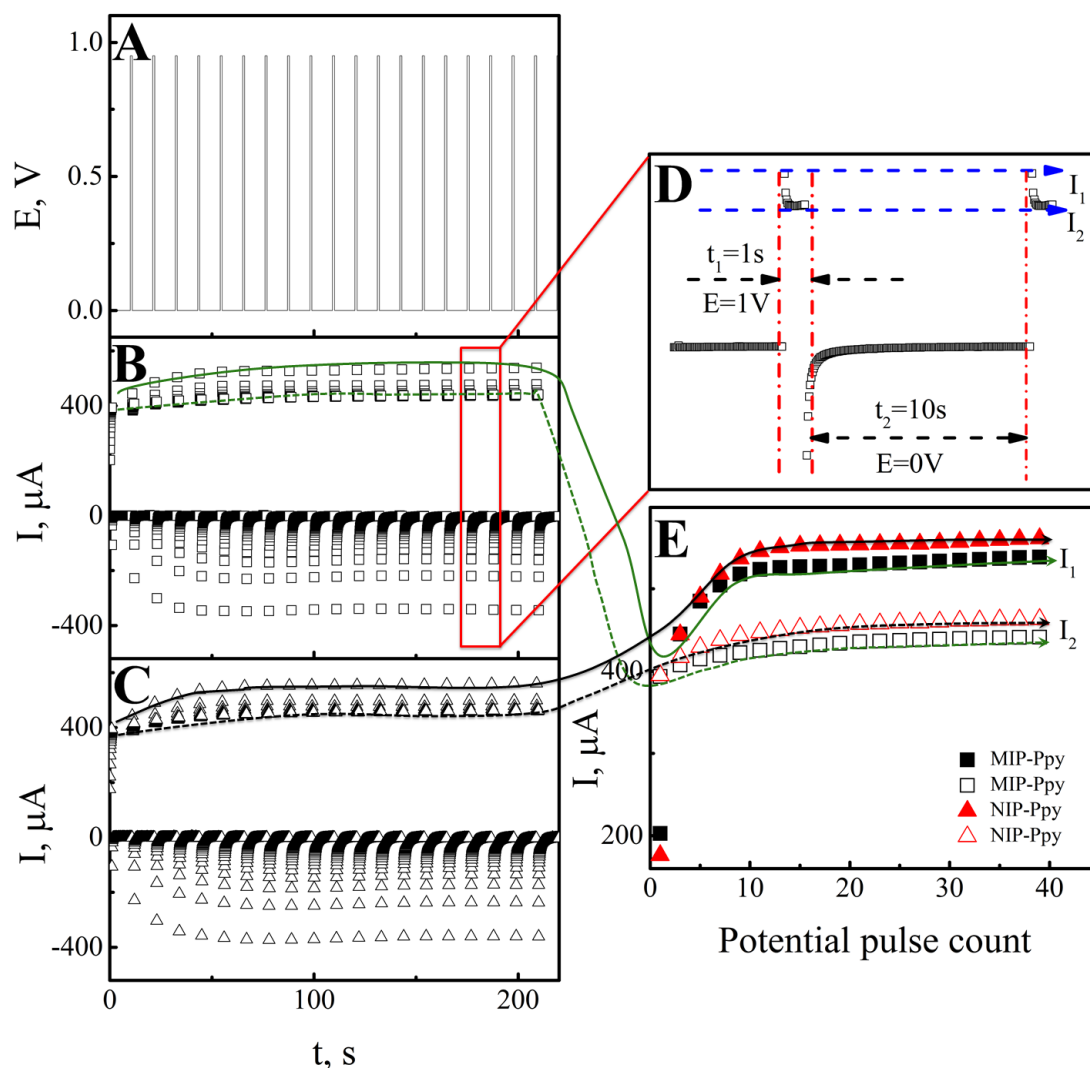 A
1.0
0.5
0.0
E, V
B
400
0
-400
I, µA
C
400
0
-400
I, µA
0 100 200
t, s
D
I₁
I₂
t₁=1s
E=1V
t₂=10s
E=0V
E
I₁
I₂
400
200
I, µA
MIP-Ppy
MIP-Ppy
NIP-Ppy
NIP-Ppy
0 10 20 30 40
Potential pulse count